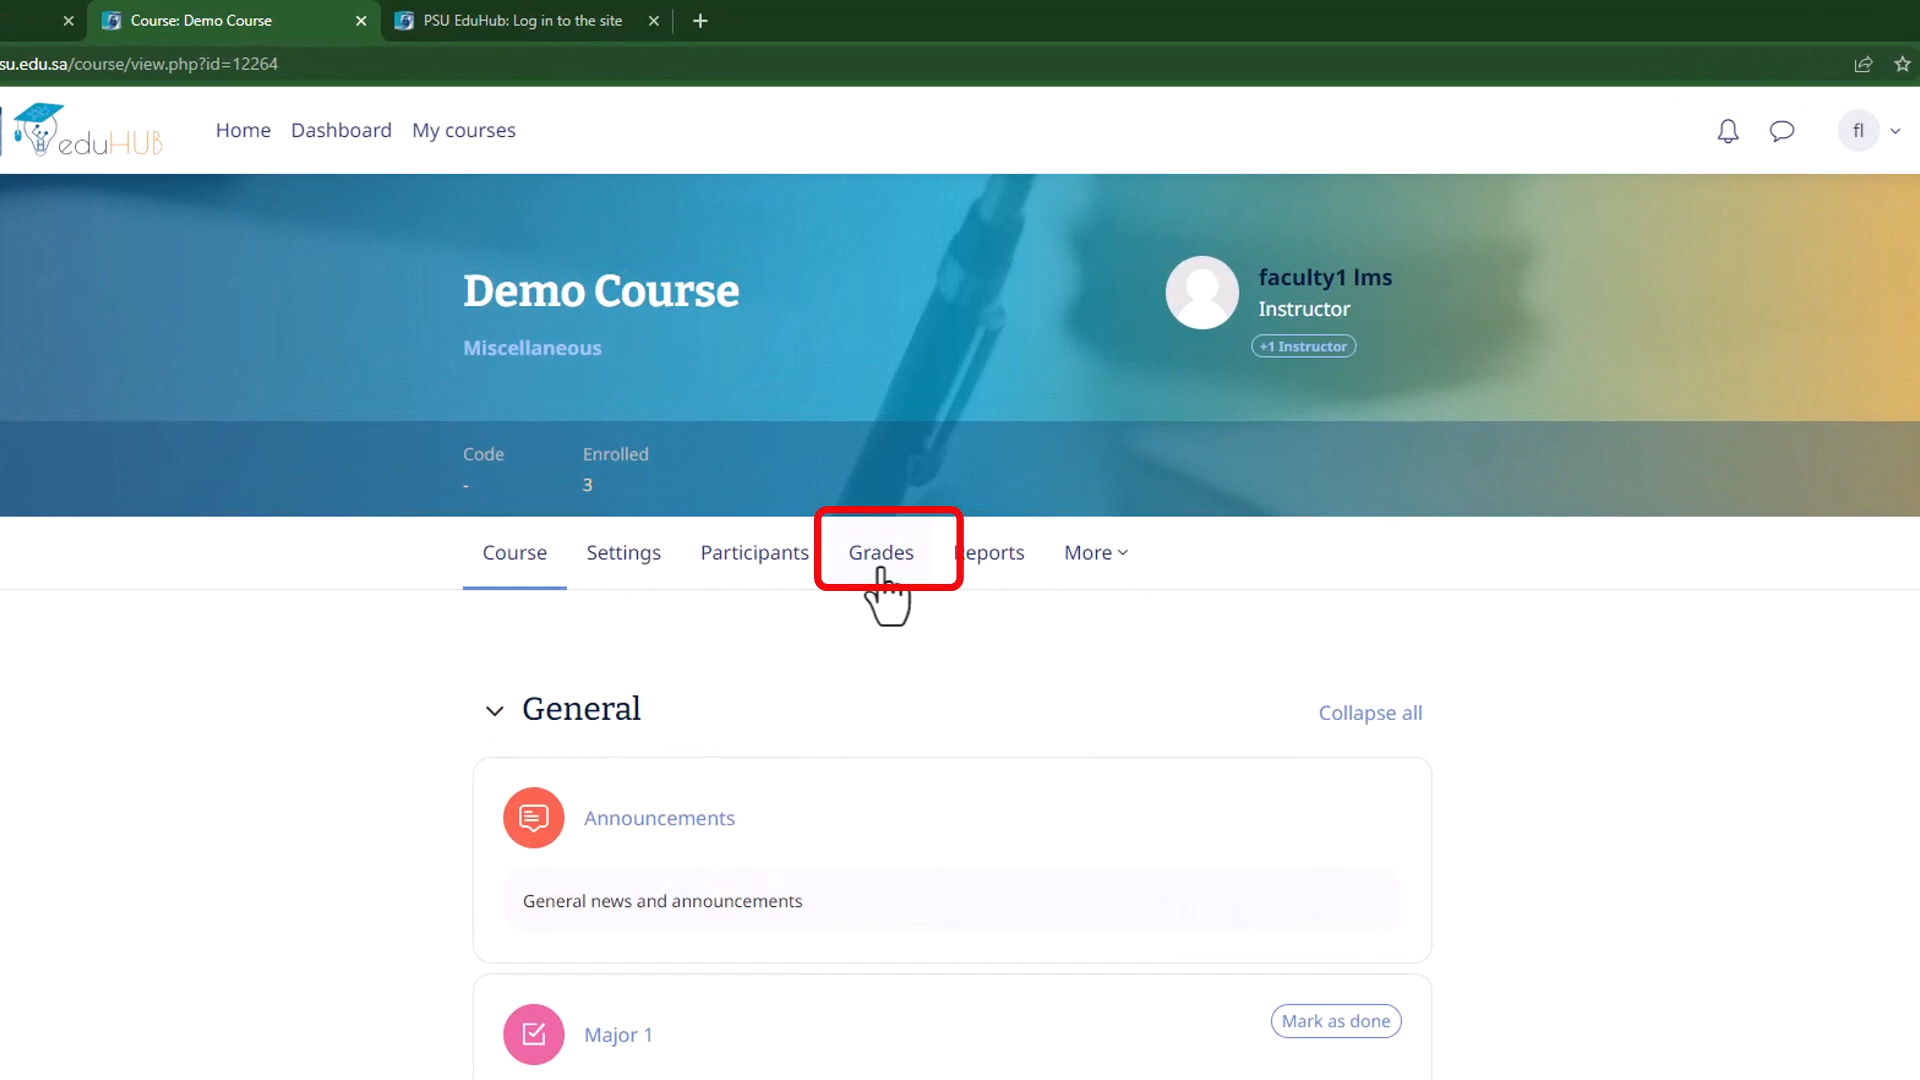 Course: Demo Course
PSU EduHub: Log in to the site
su.edu.sa/course/view.php?id=12264
eduHUB
Home
Dashboard
My courses
fl
Demo Course
Miscellaneous
faculty1 lms
Instructor
+1 Instructor
Code
-
Enrolled
3
Course
Settings
Participants
Grades
eports
More
General
Collapse all
Announcements
General news and announcements
Major 1
Mark as done